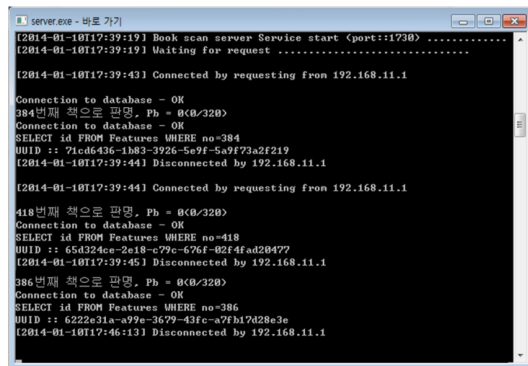 server.exe - 바로 가기
[2014-01-10T17:39:19] Book scan server Service start (port::1730) .............
[2014-01-10T17:39:19] Waiting for request ..............................
[2014-01-10T17:39:43] Connected by requesting from 192.168.11.1
Connection to database - OK
384번째 책으로 판명, Pb = 0(0/320)
Connection to database - OK
SELECT id FROM Features WHERE no=384
UUID :: 71cd6436-1b83-3926-5e9f-5a9f73a2f219
[2014-01-10T17:39:44] Disconnected by 192.168.11.1
[2014-01-10T17:39:44] Connected by requesting from 192.168.11.1
418번째 책으로 판명, Pb = 0(0/320)
Connection to database - OK
SELECT id FROM Features WHERE no=418
UUID :: 65d324ce-2e18-c79c-676f-02f4fad20477
[2014-01-10T17:39:45] Disconnected by 192.168.11.1
386번째 책으로 판명, Pb = 0(0/320)
Connection to database - OK
SELECT id FROM Features WHERE no=386
UUID :: 6222e31a-a99e-3679-43fc-a7fb17d28e3e
[2014-01-10T17:46:13] Disconnected by 192.168.11.1